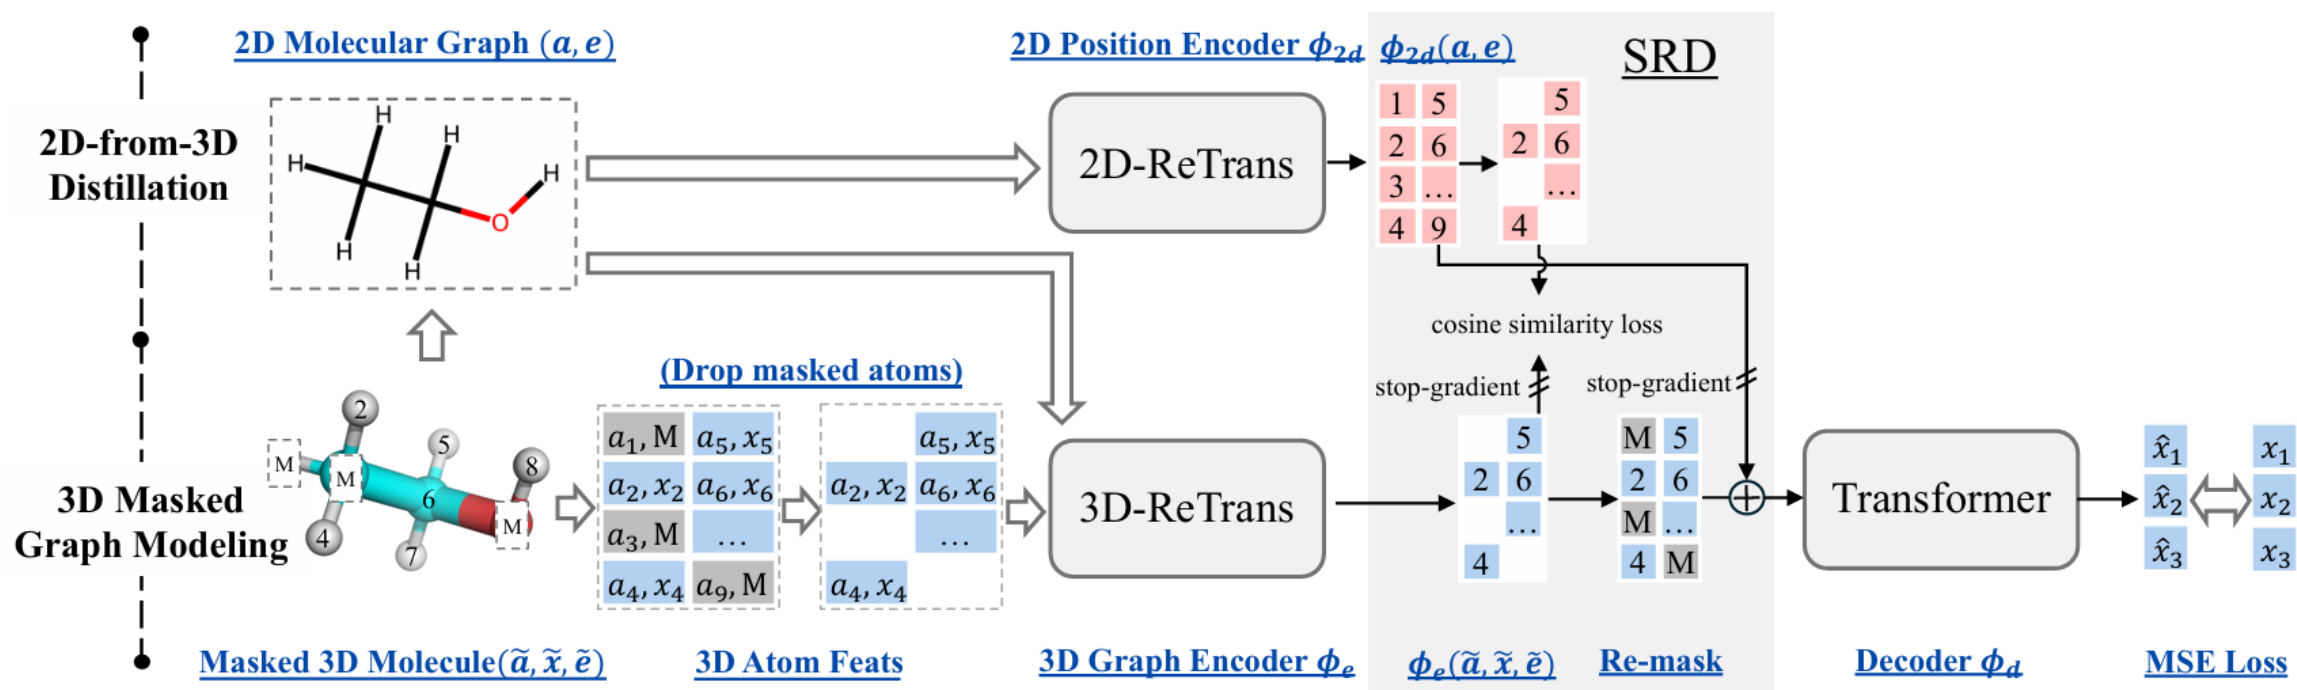 2D Molecular Graph (a, e)
2D Position Encoder ϕ2d
ϕ2d(a, e)
SRD
2D-from-3D
Distillation
H
H
H
H
H
H
O
2D-ReTrans
1 5
2 6
3 ...
4 9
5
2 6
...
4
cosine similarity loss
stop-gradient
stop-gradient
(Drop masked atoms)
3D Masked
Graph Modeling
2
M
M
5
8
6
M
4
7
a1, M a5, x5
a2, x2 a6, x6
a3, M ...
a4, x4 a9, M
a5, x5
a2, x2 a6, x6
...
a4, x4
3D-ReTrans
5
2 6
...
4
M 5
2 6
M ...
4 M
+
Transformer
x̂1 x1
x̂2 x2
x̂3 x3
Masked 3D Molecule(ã, x̃, ẽ)
3D Atom Feats
3D Graph Encoder ϕe
ϕe(ã, x̃, ẽ)
Re-mask
Decoder ϕd
MSE Loss